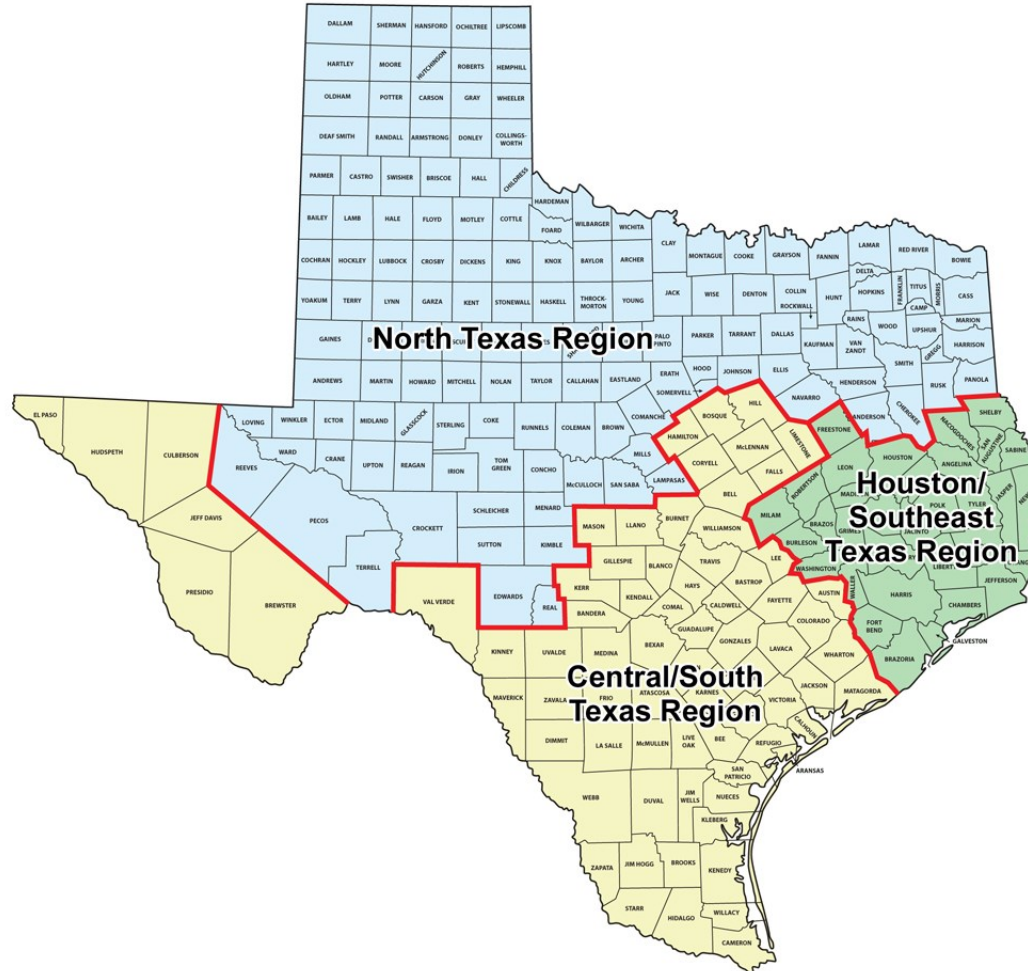 DALLAM SHERMAN HANSFORD OCHILTREE LIPSCOMB
HARTLEY MOORE HUTCHINSON ROBERTS HEMPHILL
OLDHAM POTTER CARSON GRAY WHEELER
DEAF SMITH RANDALL ARMSTRONG DONLEY COLLINGS-
WORTH
PARMER CASTRO SWISHER BRISCOE HALL CHILDRESS
HARDEMAN
BAILEY LAMB HALE FLOYD MOTLEY COTTLE FOARD WILBARGER WICHITA
CLAY LAMAR RED RIVER BOWIE
MONTAGUE COOKE GRAYSON FANNIN
COCHRAN HOCKLEY LUBBOCK CROSBY DICKENS KING KNOX BAYLOR ARCHER
DELTA HOPKINS FRANKLIN TITUS MORRIS CASS
JACK WISE DENTON COLLIN ROCKWALL HUNT CAMP
YOAKUM TERRY LYNN GARZA KENT STONEWALL HASKELL THROCK-
MORTON YOUNG
RAINS WOOD UPSHUR MARION
North Texas Region
GAINES PALO
PINTO PARKER TARRANT DALLAS KAUFMAN VAN
ZANDT GREGG HARRISON
SMITH
ANDREWS MARTIN HOWARD MITCHELL NOLAN TAYLOR CALLAHAN EASTLAND ERATH HOOD JOHNSON ELLIS HENDERSON RUSK PANOLA
SOMERVELL
EL PASO HUDSPETH CULBERSON
LOVING WINKLER ECTOR MIDLAND GLASSCOCK STERLING COKE RUNNELS COLEMAN BROWN COMANCHE BOSQUE HILL NAVARRO ANDERSON CHEROKEE
SHELBY
HAMILTON FREESTONE NACOGDOCHES
SAN
AUGUSTINE
REEVES WARD CRANE UPTON REAGAN IRION TOM
GREEN CONCHO MILLS McLENNAN LIMESTONE
CORYELL FALLS LEON HOUSTON ANGELINA SABINE
McCULLOCH SAN SABA LAMPASAS BELL ROBERTSON
Houston/
Southeast
Texas Region
JEFF DAVIS PECOS CROCKETT SCHLEICHER MENARD
MASON LLANO BURNET WILLIAMSON MILAM BRAZOS POLK TYLER JASPER
SUTTON KIMBLE TERRELL
GILLESPIE BLANCO TRAVIS LEE BURLESON WASHINGTON
PRESIDIO BREWSTER
VAL VERDE EDWARDS REAL KERR KENDALL HAYS BASTROP AUSTIN WALLER HARRIS JEFFERSON
BANDERA COMAL CALDWELL FAYETTE COLORADO CHAMBERS
GUADALUPE FORT
BEND GALVESTON
KINNEY UVALDE MEDINA BEXAR GONZALES LAVACA WHARTON BRAZORIA
Central/South
Texas Region
MAVERICK ZAVALA FRIO ATASCOSA KARNES JACKSON MATAGORDA
VICTORIA
DIMMIT LA SALLE McMULLEN LIVE
OAK BEE REFUGIO CALHOUN
SAN
PATRICIO ARANSAS
WEBB DUVAL JIM
WELLS NUECES
KLEBERG
ZAPATA JIM HOGG BROOKS KENEDY
STARR HIDALGO WILLACY
CAMERON